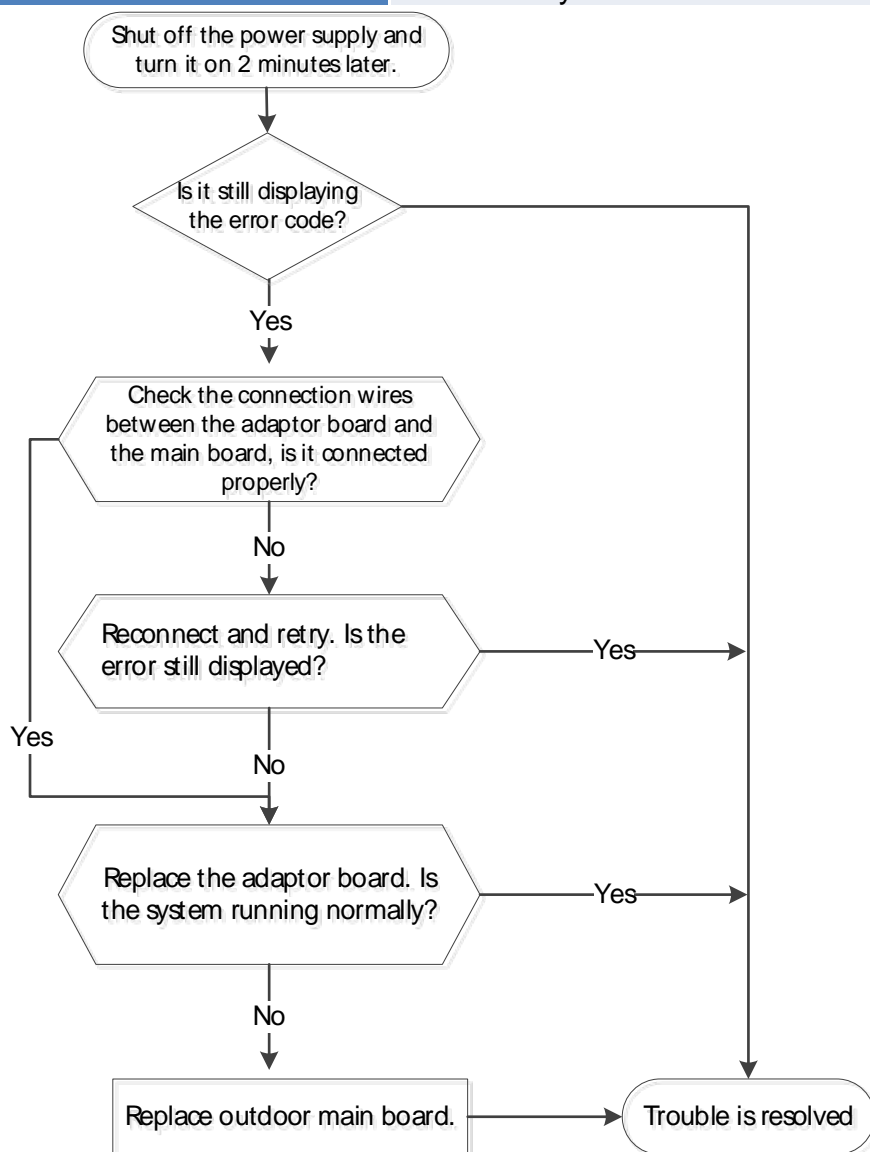 Shut off the power supply and
turn it on 2 minutes later.
Is it still displaying
the error code?
Yes
Check the connection wires
between the adaptor board and
the main board, is it connected
properly?
No
Reconnect and retry. Is the
error still displayed?
Yes
Yes
No
Replace the adaptor board. Is
the system running normally?
Yes
No
Replace outdoor main board.
Trouble is resolved